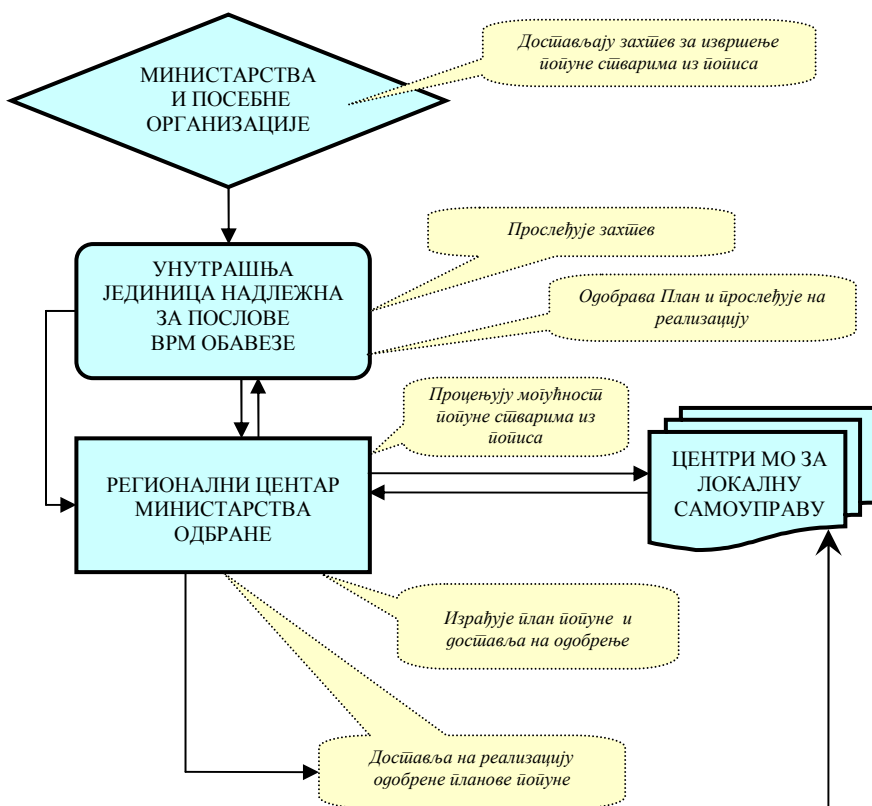 Достављају захтев за извршење
попуне стварима из пописа
МИНИСТАРСТВА
И ПОСЕБНЕ
ОРГАНИЗАЦИЈЕ
Прослеђује захтев
УНУТРАШЊА
ЈЕДИНИЦА НАДЛЕЖНА
ЗА ПОСЛОВЕ
ВРМ ОБАВЕЗЕ
Одобрава План и прослеђује на
реализацију
Процењују могућност
попуне стварима из
пописа
ЦЕНТРИ МО ЗА
ЛОКАЛНУ
САМОУПРАВУ
РЕГИОНАЛНИ ЦЕНТАР
МИНИСТАРСТВА
ОДБРАНЕ
Израђује план попуне и
доставља на одобрење
Доставља на реализацију
одобрене планове попуне